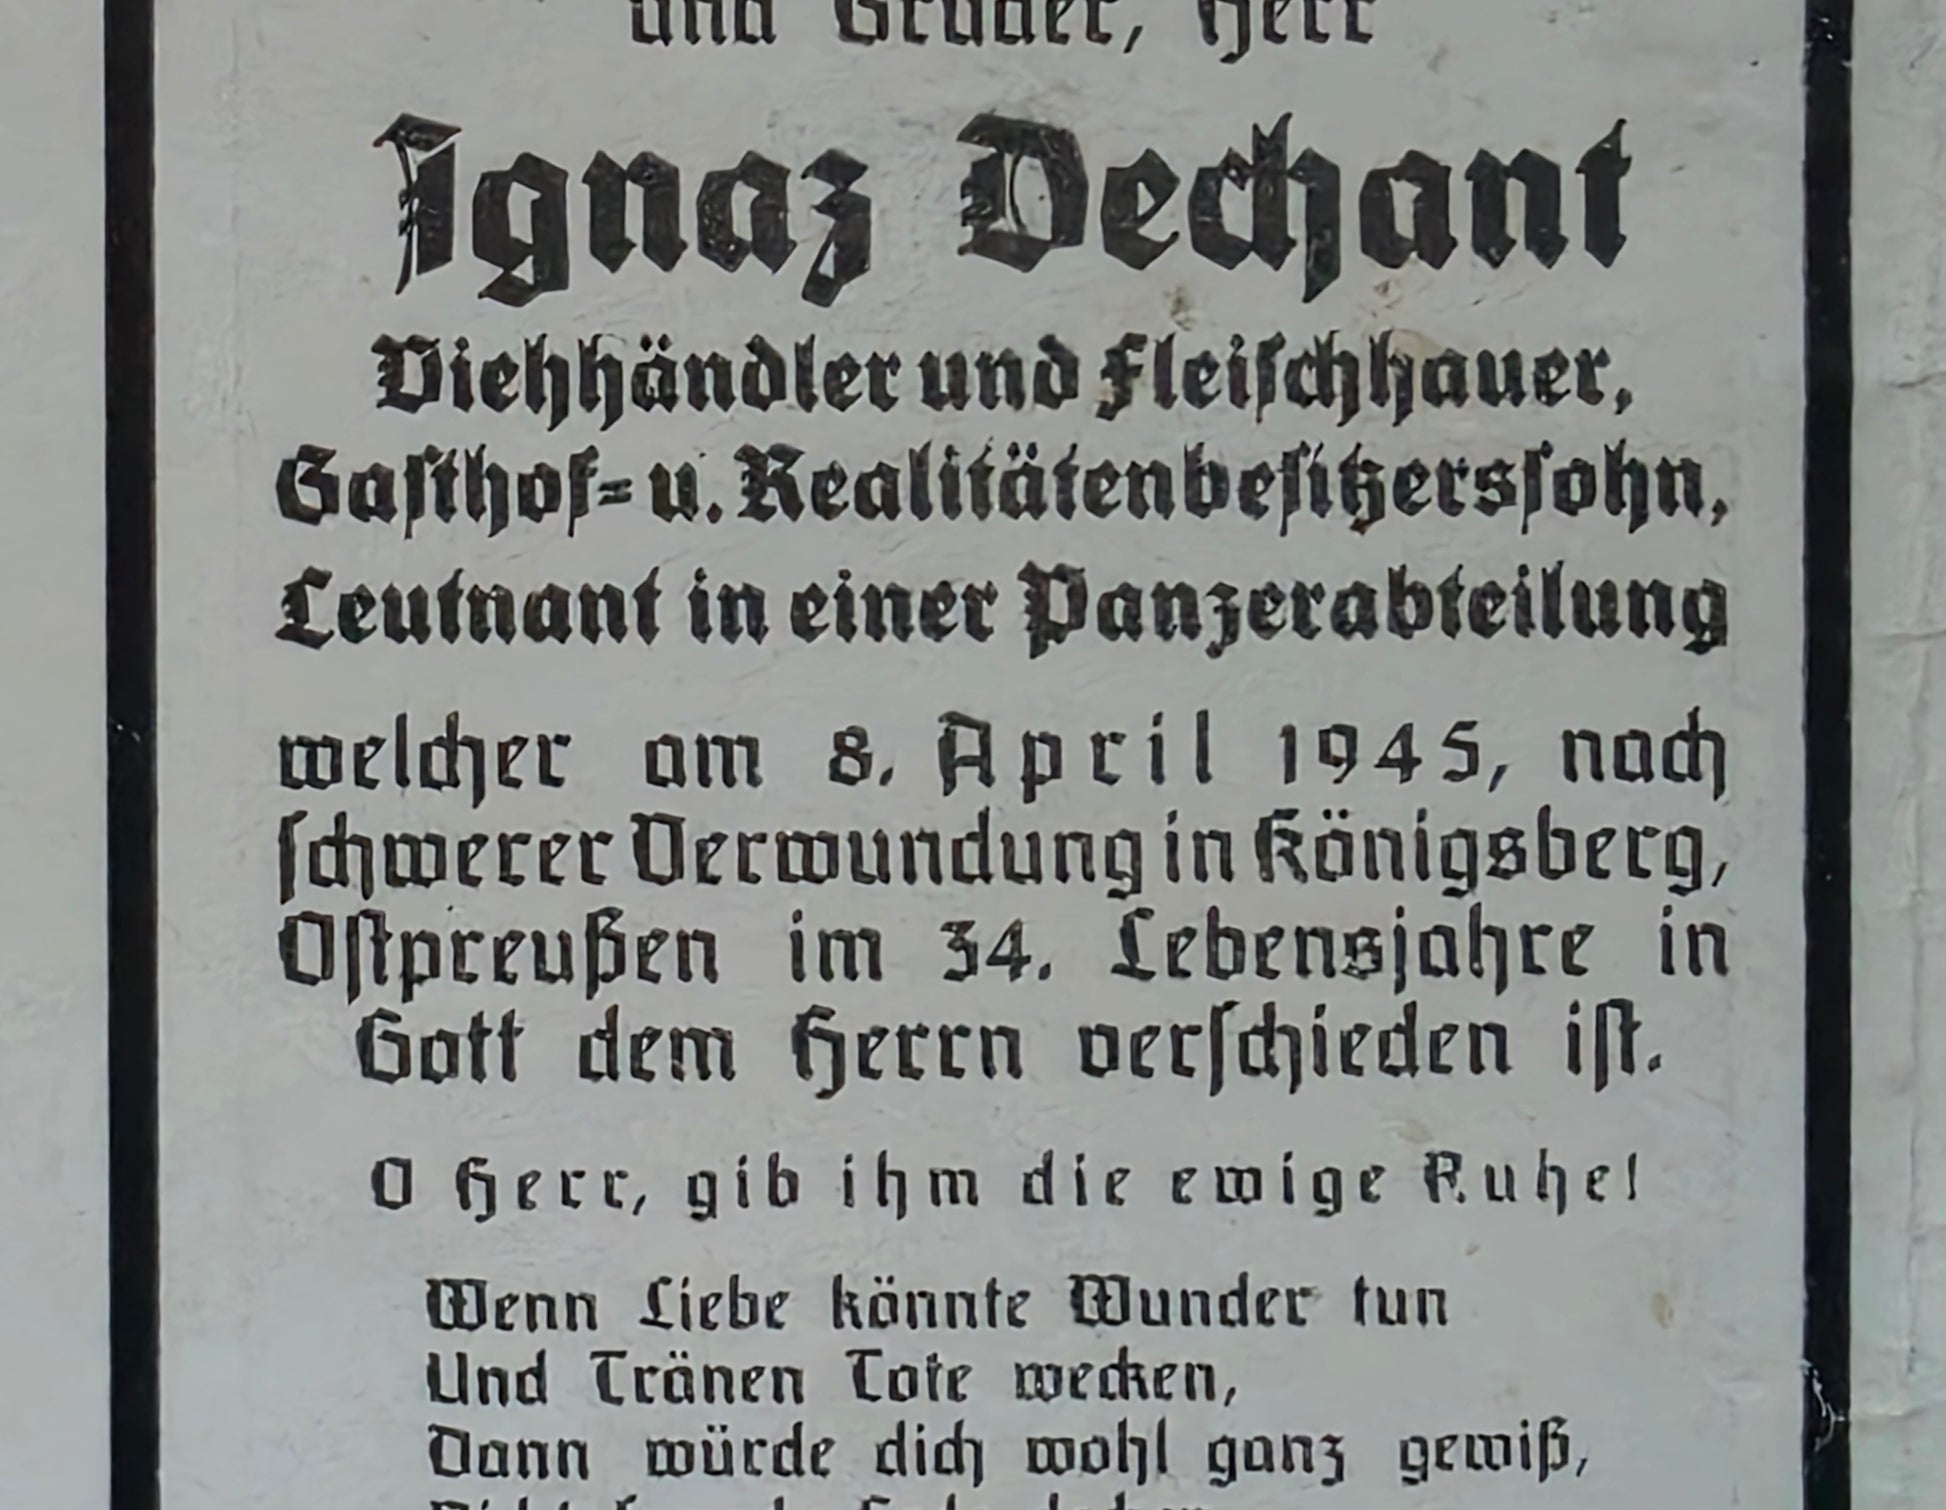 und Bruder, Herr
Ignaz Dechant
Viehhändler und Fleischhauer,
Gasthof= u. Realitätenbesitzerssohn,
Leutnant in einer Panzerabteilung
welcher am 8. April 1945, nach
schwerer Verwundung in Königsberg,
Ostpreußen im 34. Lebensjahre in
Gott dem Herrn verschieden ist.
O Herr, gib ihm die ewige Ruhe!
Wenn Liebe könnte Wunder tun
Und Tränen Tote wecken,
Dann würde dich wohl ganz gewiß,